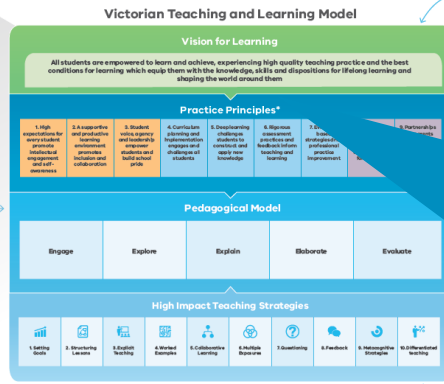 Victorian Teaching and Learning Model
Vision for Learning
All students are empowered to learn and achieve, experiencing high quality teaching practice and the best
conditions for learning which equip them with the knowledge, skills and dispositions for lifelong learning and
shaping the world around them
Practice Principles*
1. High
expectations for
every student
promote
intellectual
engagement
and self-
awareness
2. A supportive
and productive
learning
environment
promotes
inclusion and
collaboration
3. Student
voice, agency
and leadership
empower
students and
build school
pride
4. Curriculum
planning and
implementation
engages and
challenges all
students
5. Deep learning
challenges
students to
construct and
apply new
knowledge
6. Rigorous
assessment
practices and
feedback inform
teaching and
learning
7.
strategies
professional
practice
improvement
9. Partnerships
Pedagogical Model
Engage
Explore
Explain
Elaborate
Evaluate
High Impact Teaching Strategies
1. Setting
Goals
2. Structuring
Lessons
3. Explicit
Teaching
4. Worked
Examples
5. Collaborative
Learning
6. Multiple
Exposures
7. Questioning
8. Feedback
9. Metacognitive
Strategies
10. Differentiated
teaching